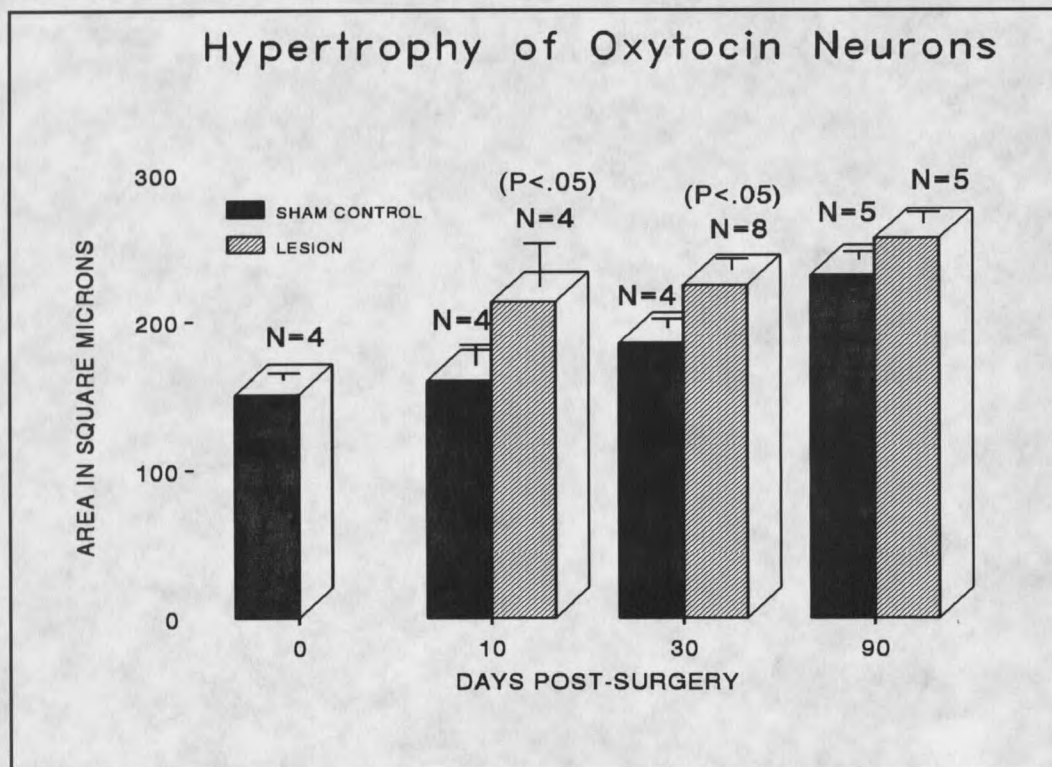 Hypertrophy of Oxytocin Neurons
300
200
100
0
AREA IN SQUARE MICRONS
SHAM CONTROL
LESION
N=4
N=4
(P<.05)
N=4
N=4
(P<.05)
N=8
N=5
N=5
0
10
30
90
DAYS POST-SURGERY